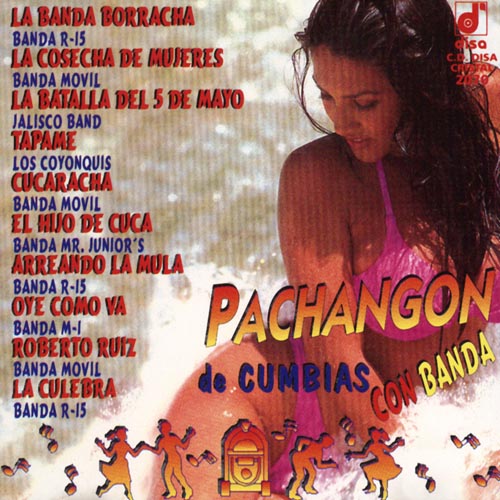 LA BANDA BORRACHA
BANDA R-15
LA COSECHA DE MUJERES
BANDA MOVIL
LA BATALLA DEL 5 DE MAYO
JALISCO BAND
TAPAME
LOS COYONQUIS
CUCARACHA
BANDA MOVIL
EL HIJO DE CUCA
BANDA MR. JUNIOR'S
ARREANDO LA MULA
BANDA R-15
OYE COMO VA
BANDA M-1
ROBERTO RUIZ
BANDA MOVIL
LA CULEBRA
BANDA R-15
disa
C.D. DISA
CRYSTAL
PACHANGON
de CUMBIAS
CON BANDA